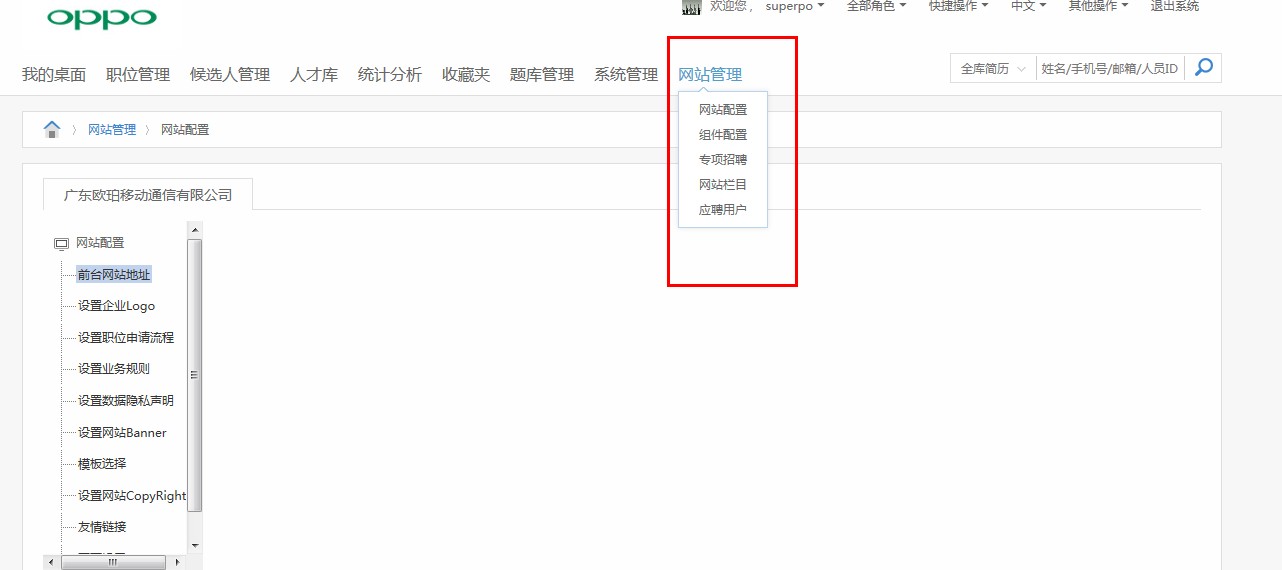 oppo
欢迎您， superpo 全部角色 快捷操作 中文 其他操作 退出系统
我的桌面 职位管理 候选人管理 人才库 统计分析 收藏夹 题库管理 系统管理 网站管理
全库简历 姓名/手机号/邮箱/人员ID
网站配置
组件配置
专项招聘
网站栏目
应聘用户
网站管理 〉 网站配置
广东欧珀移动通信有限公司
网站配置
前台网站地址
设置企业Logo
设置职位申请流程
设置业务规则
设置数据隐私声明
设置网站Banner
模板选择
设置网站CopyRight
友情链接